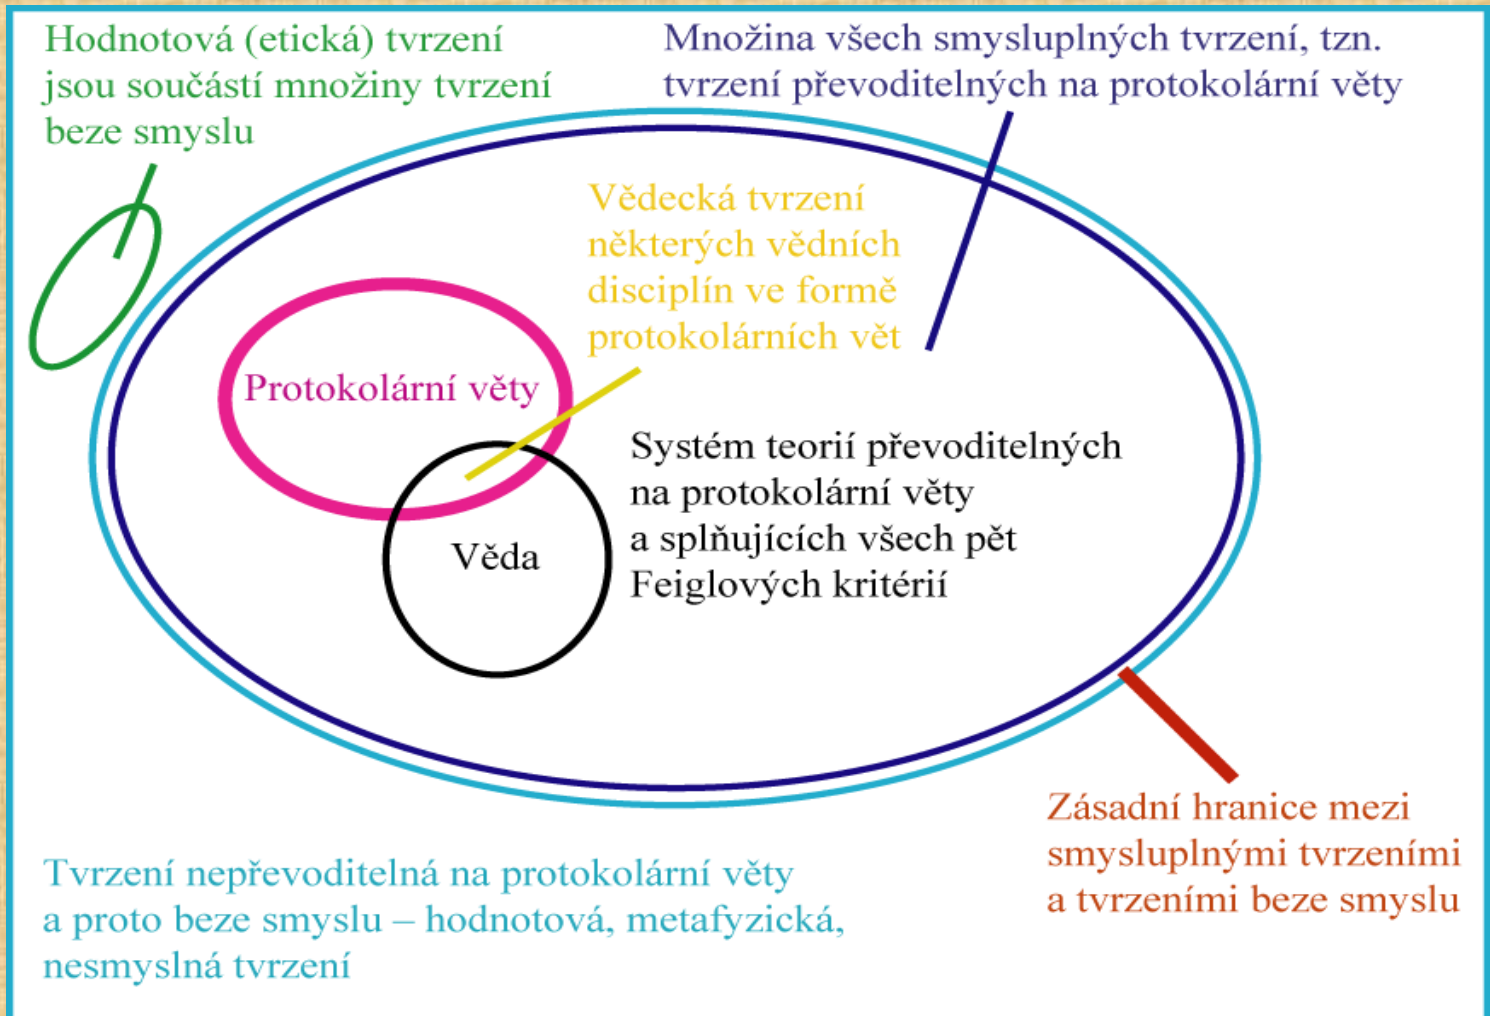 Hodnotová (etická) tvrzení
jsou součástí množiny tvrzení
beze smyslu
Množina všech smysluplných tvrzení, tzn.
tvrzení převoditelných na protokolární věty
Vědecká tvrzení
některých vědních
disciplín ve formě
protokolárních vět
Protokolární věty
Systém teorií převoditelných
na protokolární věty
a splňujících všech pět
Feiglových kritérií
Věda
Zásadní hranice mezi
smysluplnými tvrzeními
a tvrzeními beze smyslu
Tvrzení nepřevoditelná na protokolární věty
a proto beze smyslu – hodnotová, metafyzická,
nesmyslná tvrzení